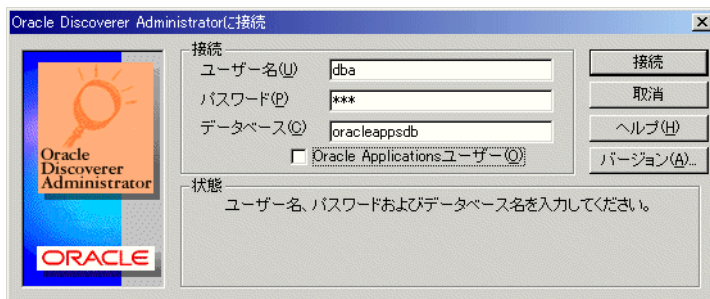 Oracle Discoverer Administratorに接続
接続
ユーザー名(U)
dba
パスワード(P)
***
データベース(C)
oracleappsdb
Oracle Applicationsユーザー(O)
接続
取消
ヘルプ(H)
バージョン(A)...
Oracle
Discoverer
Administrator
ORACLE
状態
ユーザー名、パスワードおよびデータベース名を入力してください。